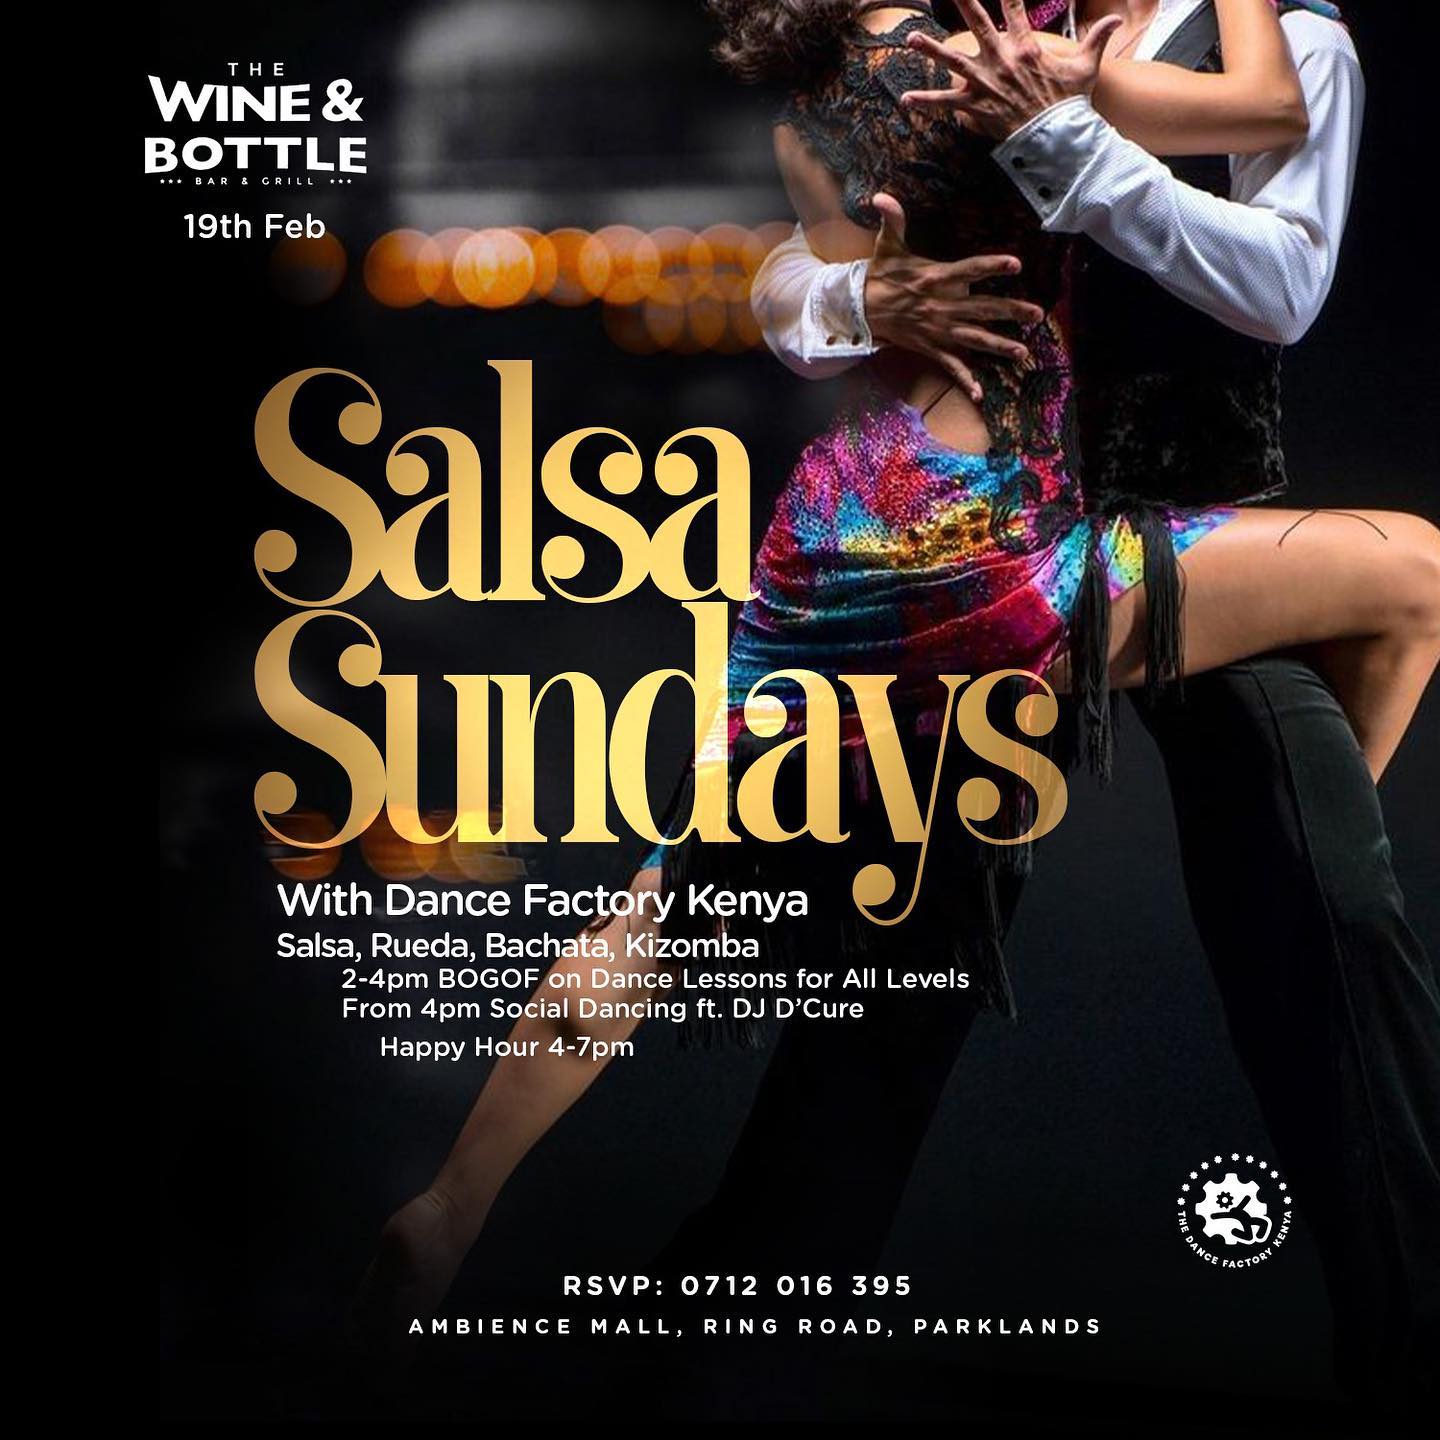 THE
WINE &
BOTTLE
*** BAR & GRILL ***
19th Feb
Salsa
Sundays
With Dance Factory Kenya
Salsa, Rueda, Bachata, Kizomba
2-4pm BOGOF on Dance Lessons for All Levels
From 4pm Social Dancing ft. DJ D’Cure
Happy Hour 4-7pm
THE DANCE FACTORY KENYA
RSVP: 0712 016 395
AMBIENCE MALL, RING ROAD, PARKLANDS